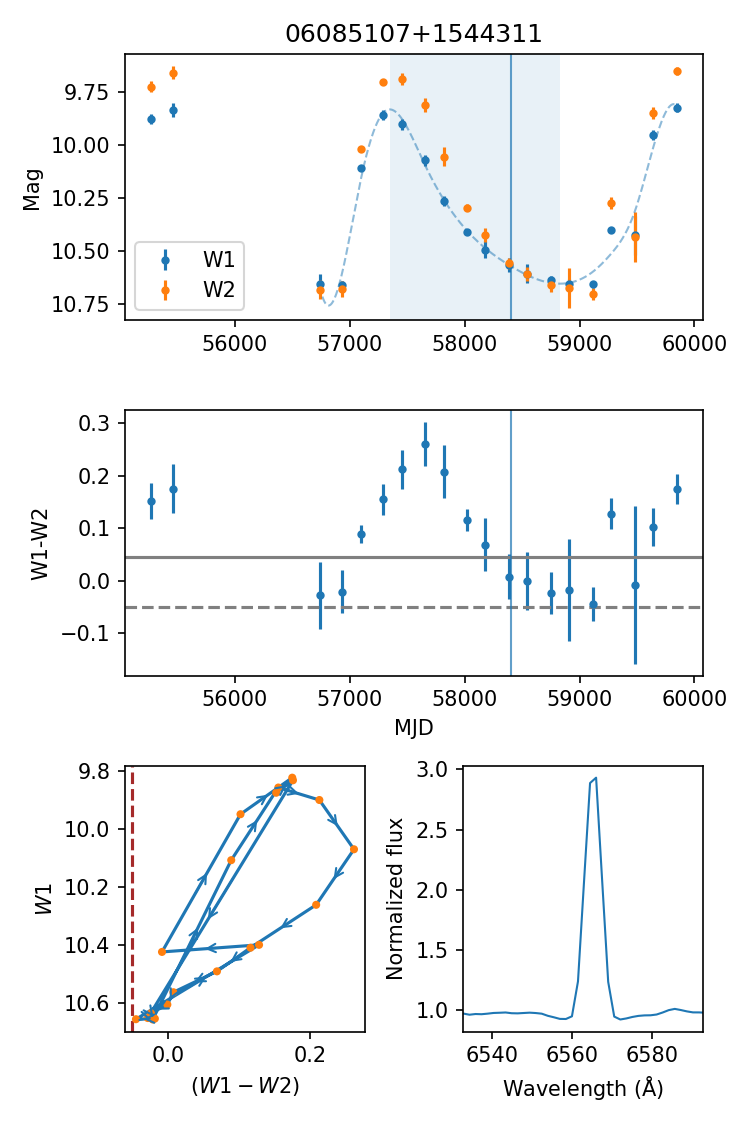 06085107+1544311
9.75
10.00
10.25
10.50
10.75
Mag
W1
W2
56000 57000 58000 59000 60000
0.3
0.2
0.1
0.0
−0.1
W1-W2
56000 57000 58000 59000 60000
MJD
9.8
10.0
10.2
10.4
10.6
W1
0.0 0.2
(W1 − W2)
3.0
2.5
2.0
1.5
1.0
Normalized flux
6540 6560 6580
Wavelength (Å)